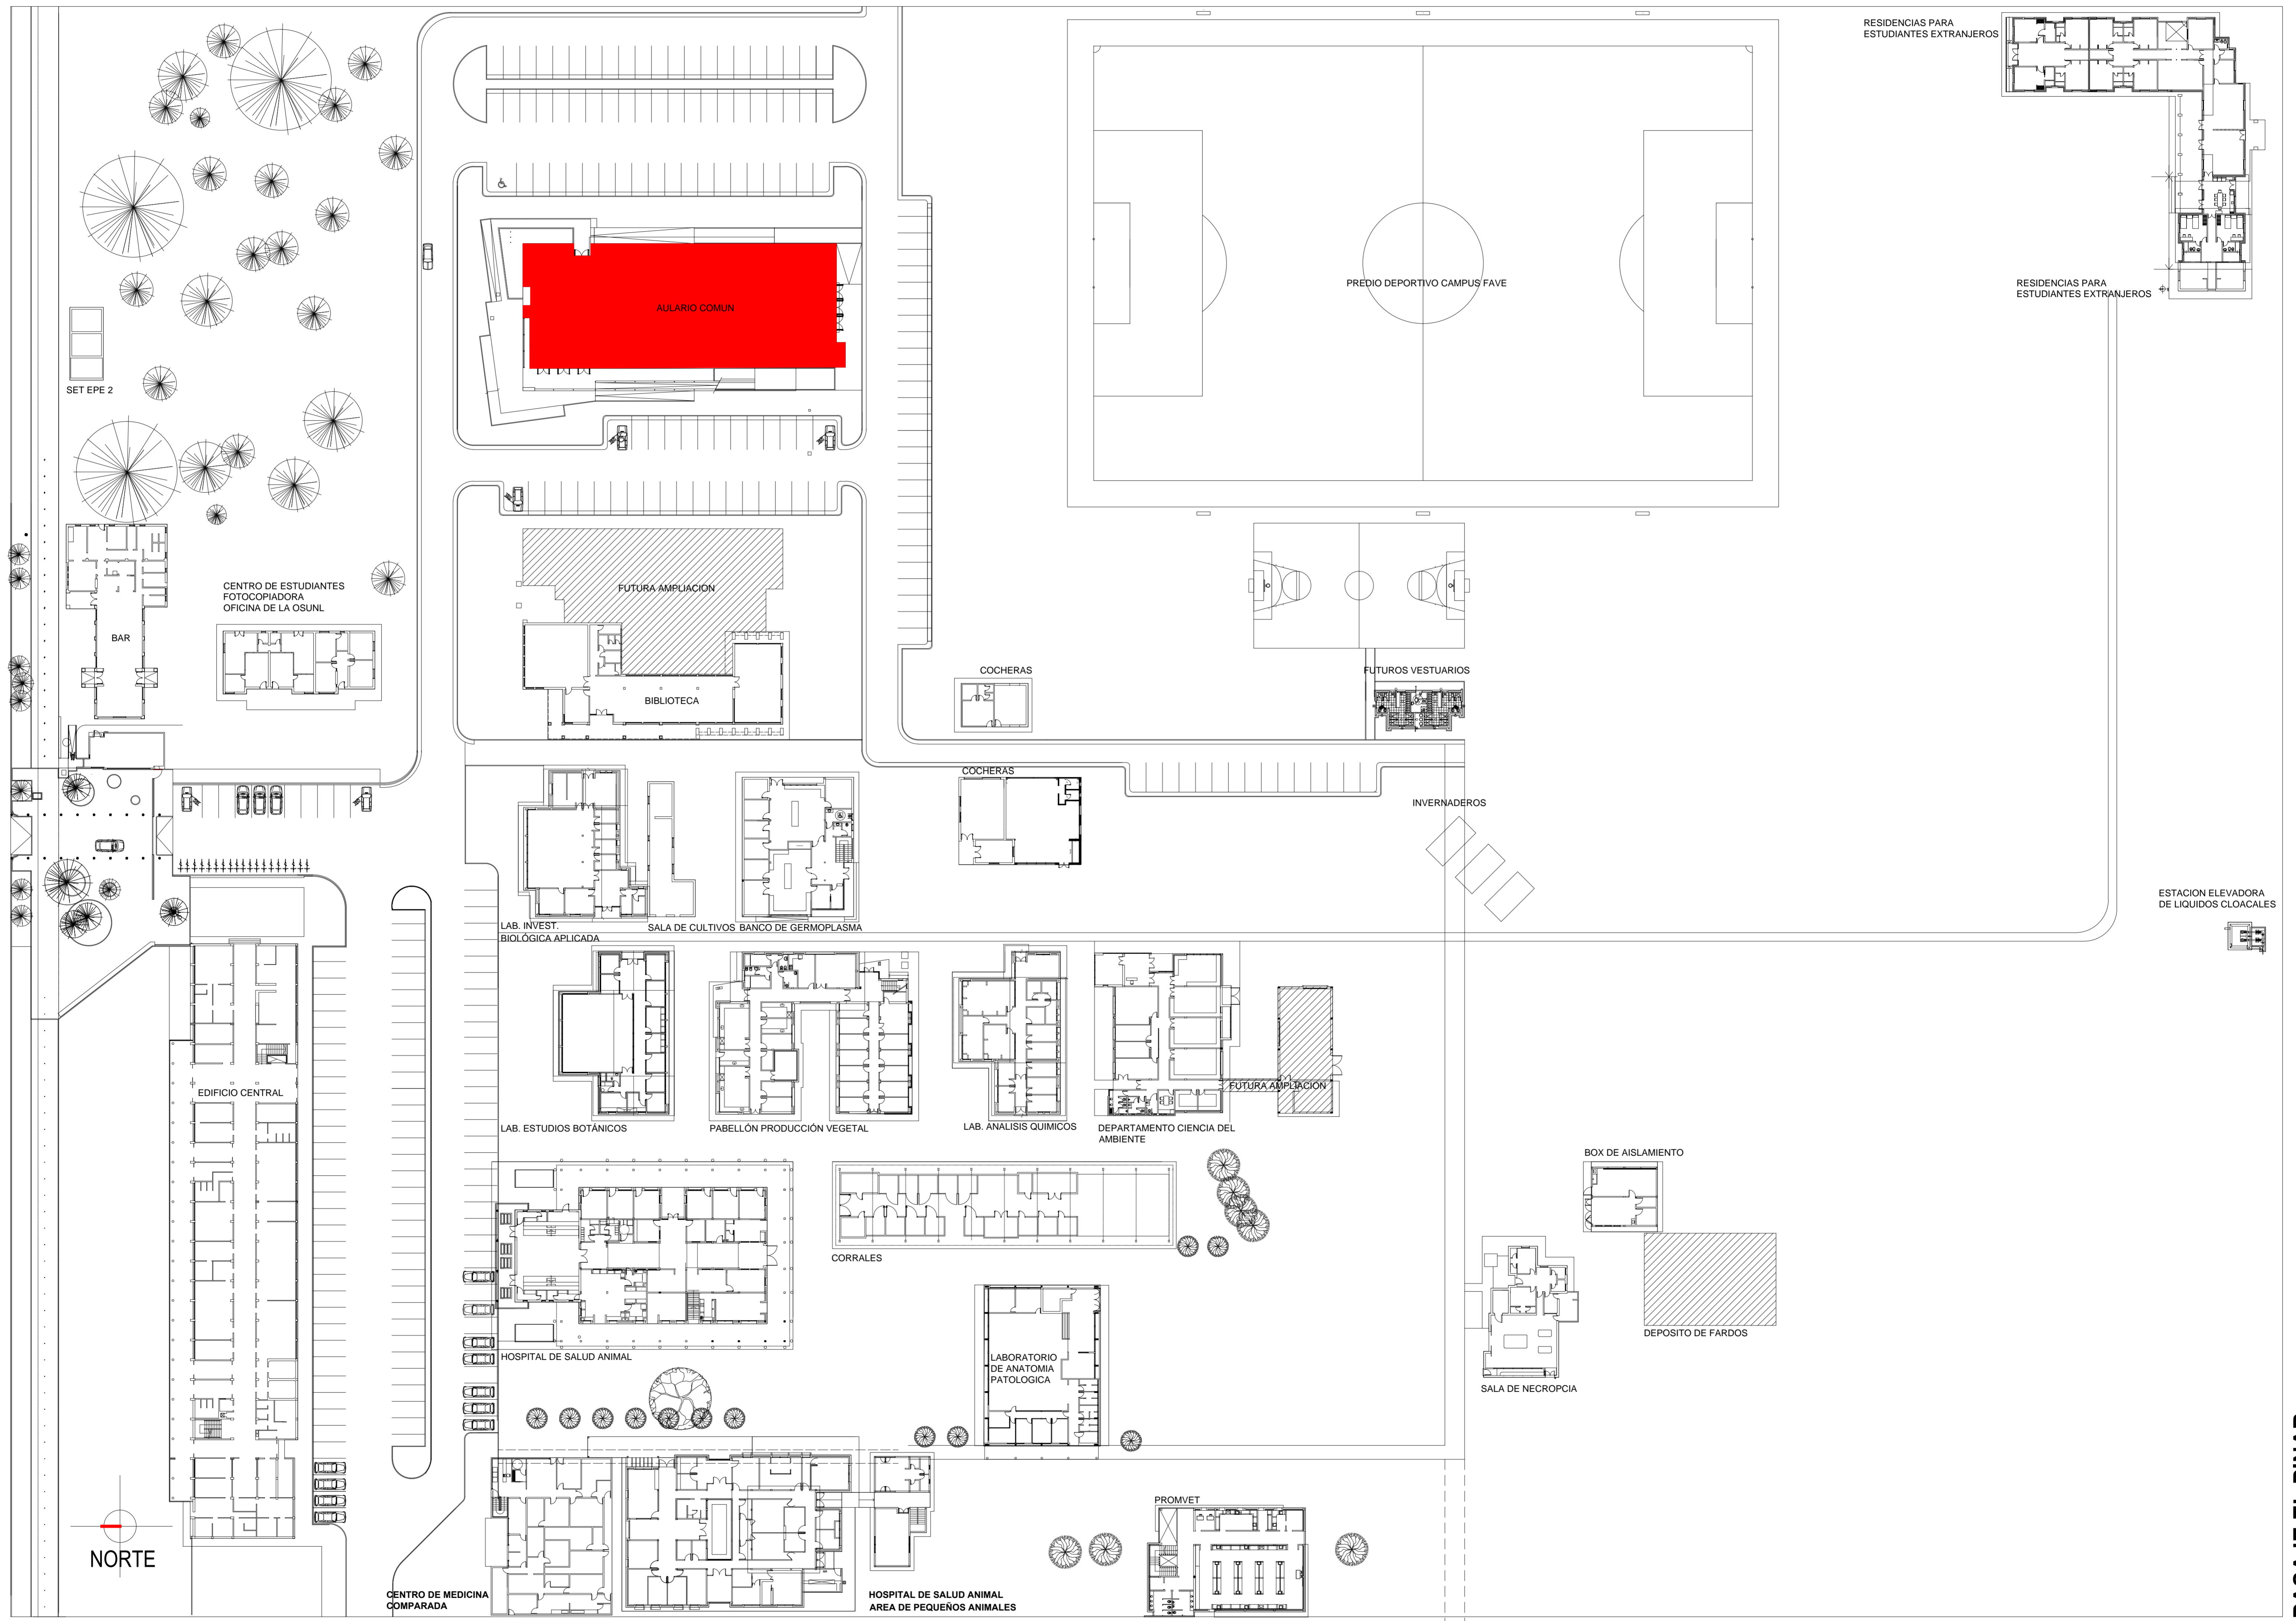 RESIDENCIAS PARA
ESTUDIANTES EXTRANJEROS
PREDIO DEPORTIVO CAMPUS FAVE
RESIDENCIAS PARA
ESTUDIANTES EXTRANJEROS
AULARIO COMUN
SET EPE 2
CENTRO DE ESTUDIANTES
FOTOCOPIADORA
OFICINA DE LA OSUNL
FUTURA AMPLIACION
BAR
BIBLIOTECA
COCHERAS
FUTUROS VESTUARIOS
COCHERAS
INVERNADEROS
ESTACION ELEVADORA
DE LIQUIDOS CLOACALES
LAB. INVEST.
BIOLÓGICA APLICADA
SALA DE CULTIVOS
BANCO DE GERMOPLASMA
EDIFICIO CENTRAL
FUTURA AMPLIACION
LAB. ESTUDIOS BOTÁNICOS
PABELLÓN PRODUCCIÓN VEGETAL
LAB. ANALISIS QUIMICOS
DEPARTAMENTO CIENCIA DEL
AMBIENTE
BOX DE AISLAMIENTO
CORRALES
DEPOSITO DE FARDOS
HOSPITAL DE SALUD ANIMAL
LABORATORIO
DE ANATOMIA
PATOLOGICA
SALA DE NECROPCIA
PROMVET
NORTE
CENTRO DE MEDICINA
COMPARADA
HOSPITAL DE SALUD ANIMAL
AREA DE PEQUEÑOS ANIMALES